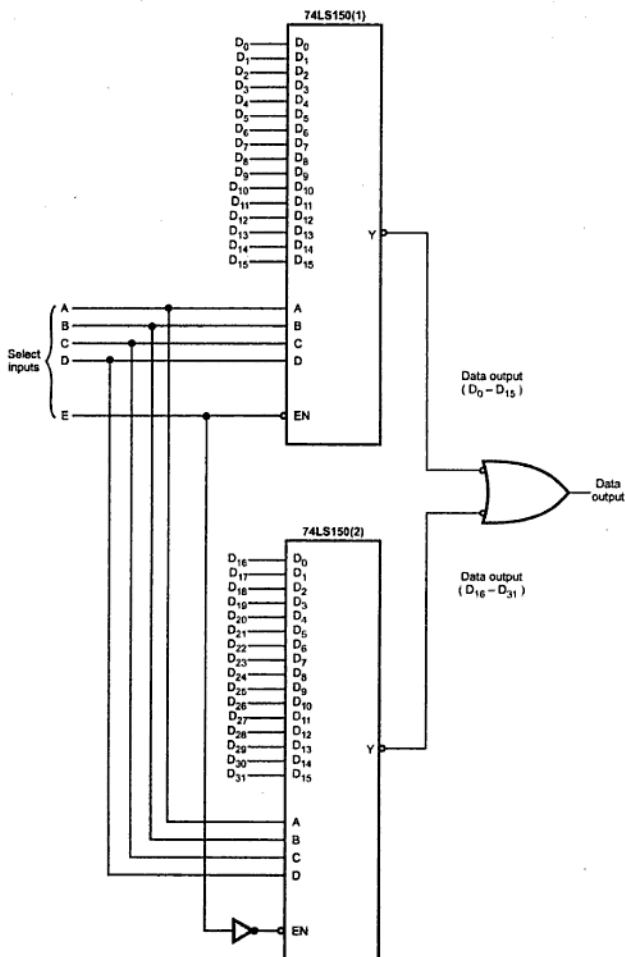 74LS150(1)
D0 D0
D1 D1
D2 D2
D3 D3
D4 D4
D5 D5
D6 D6
D7 D7
D8 D8
D9 D9
D10 D10
D11 D11
D12 D12
D13 D13
D14 D14
D15 D15
Y
A A
B B
C C
D D
Select
inputs
E EN
Data output
( D0 – D15 )
Data
output
74LS150(2)
D16 D0
D17 D1
D18 D2
D19 D3
D20 D4
D21 D5
D22 D6
D23 D7
D24 D8
D25 D9
D26 D10
D27 D11
D28 D12
D29 D13
D30 D14
D31 D15
Data output
( D16 – D31 )
Y
A
B
C
D
EN